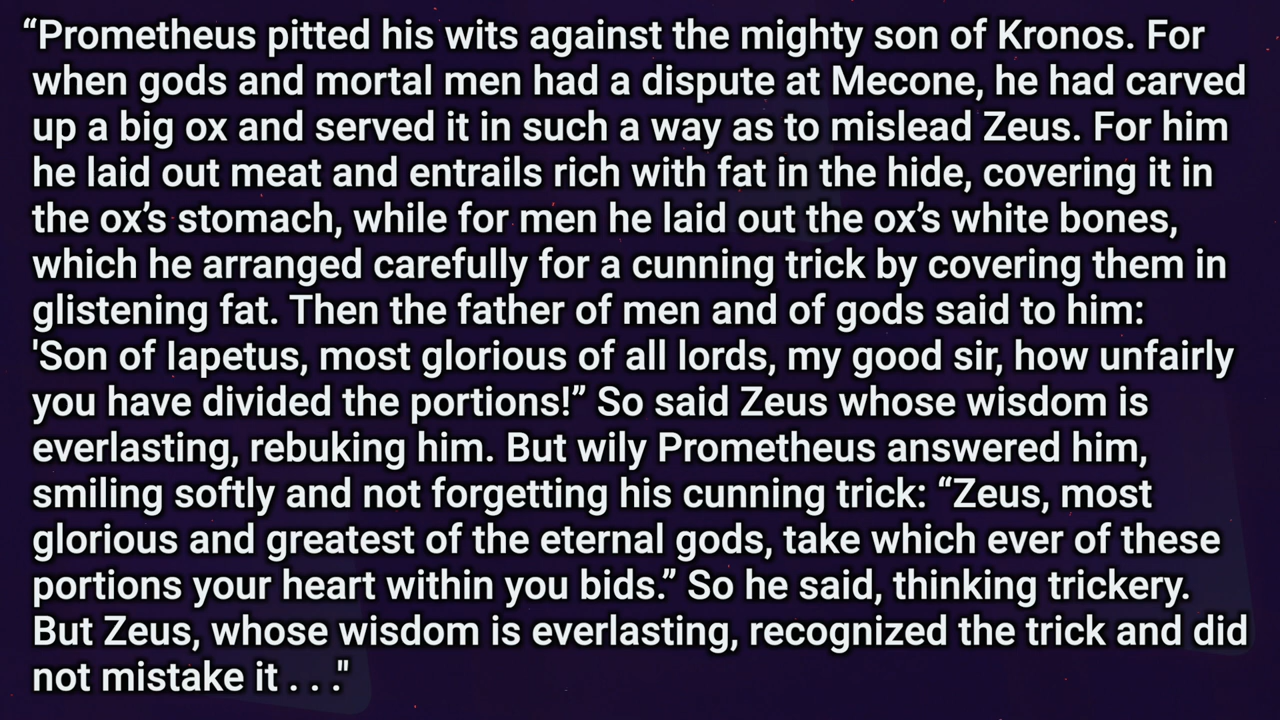 “Prometheus pitted his wits against the mighty son of Kronos. For
when gods and mortal men had a dispute at Mecone, he had carved
up a big ox and served it in such a way as to mislead Zeus. For him
he laid out meat and entrails rich with fat in the hide, covering it in
the ox’s stomach, while for men he laid out the ox’s white bones,
which he arranged carefully for a cunning trick by covering them in
glistening fat. Then the father of men and of gods said to him:
'Son of Iapetus, most glorious of all lords, my good sir, how unfairly
you have divided the portions!” So said Zeus whose wisdom is
everlasting, rebuking him. But wily Prometheus answered him,
smiling softly and not forgetting his cunning trick: “Zeus, most
glorious and greatest of the eternal gods, take which ever of these
portions your heart within you bids.” So he said, thinking trickery.
But Zeus, whose wisdom is everlasting, recognized the trick and did
not mistake it . . ."